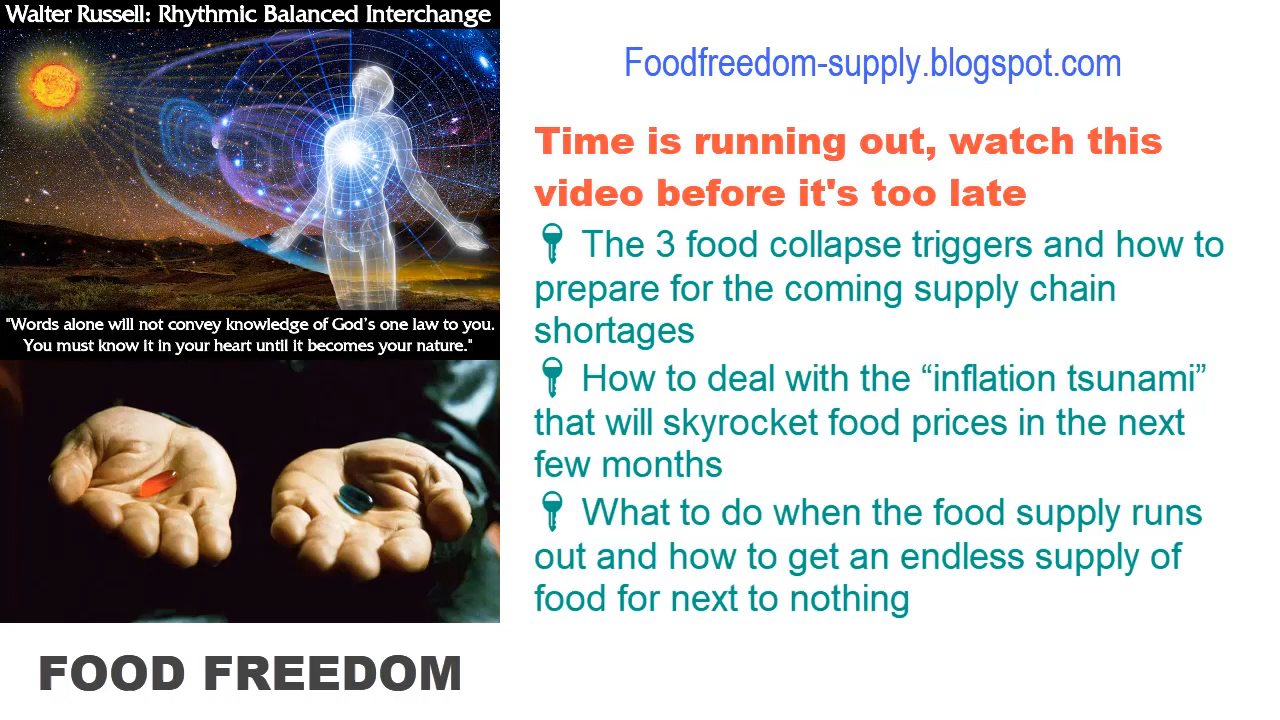 Walter Russell: Rhythmic Balanced Interchange
"Words alone will not convey knowledge of God's one law to you.
You must know it in your heart until it becomes your nature."
FOOD FREEDOM
Foodfreedom-supply.blogspot.com
Time is running out, watch this
video before it's too late
The 3 food collapse triggers and how to
prepare for the coming supply chain
shortages
How to deal with the “inflation tsunami”
that will skyrocket food prices in the next
few months
What to do when the food supply runs
out and how to get an endless supply of
food for next to nothing